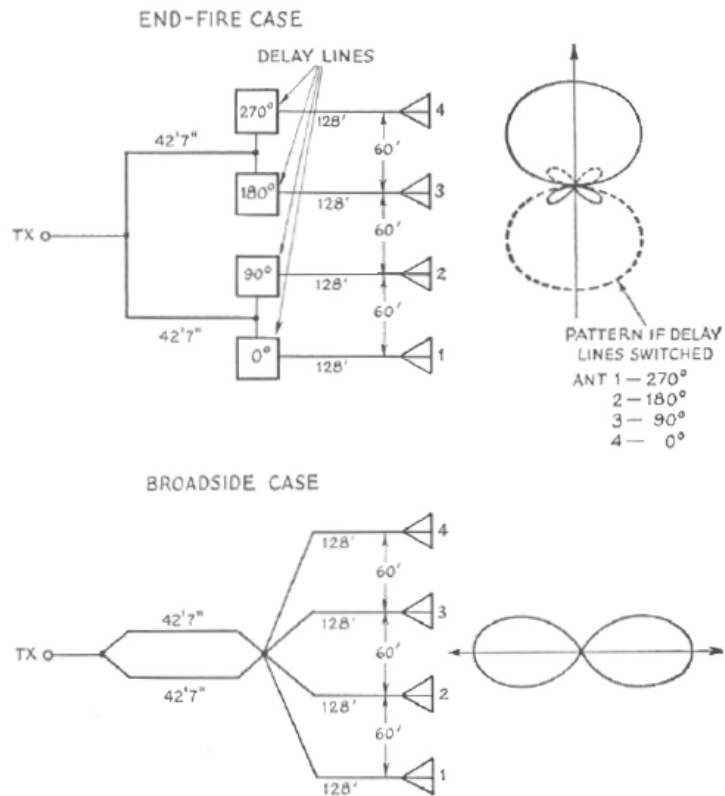 END-FIRE CASE
DELAY LINES
270°
128'
4
42'7"
60'
180°
128'
3
TX
60'
90°
128'
2
42'7"
60'
0°
128'
1
PATTERN IF DELAY
LINES SWITCHED
ANT 1 — 270°
2 — 180°
3 — 90°
4 — 0°
BROADSIDE CASE
128'
4
60'
42'7"
128'
3
TX
60'
42'7"
128'
2
60'
128'
1